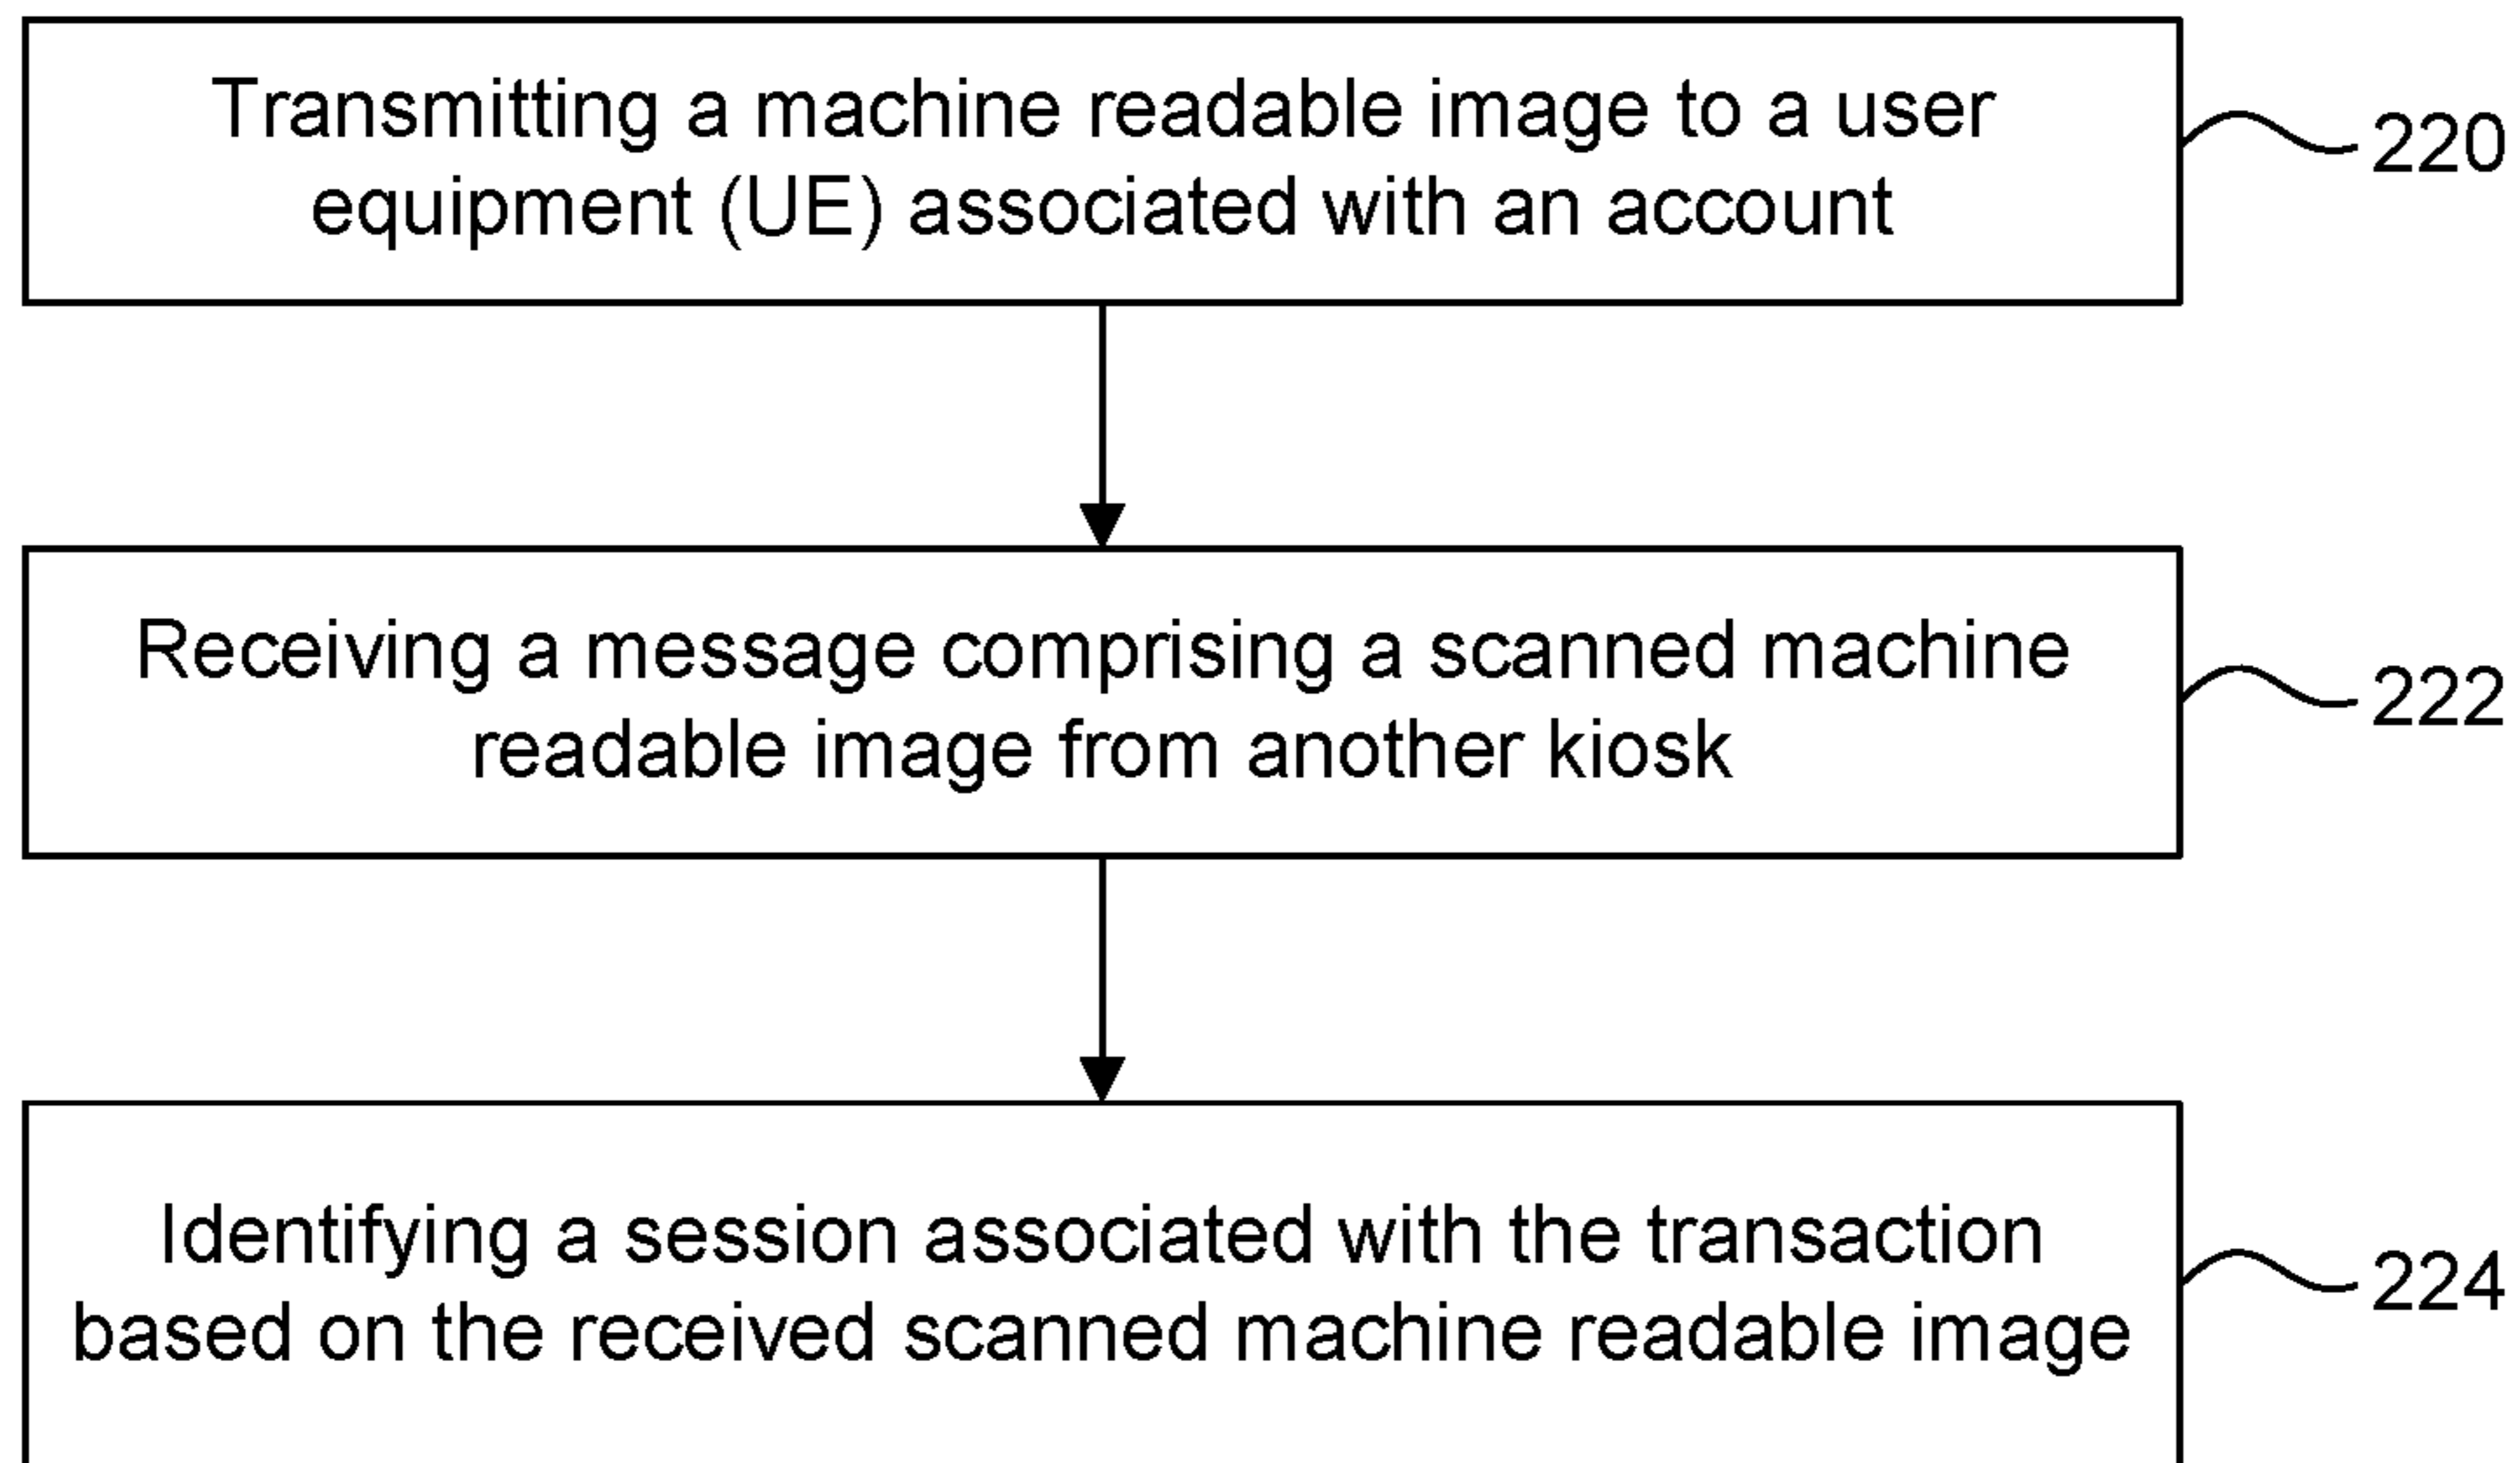 Transmitting a machine readable image to a user
equipment (UE) associated with an account
220
Receiving a message comprising a scanned machine
readable image from another kiosk
222
Identifying a session associated with the transaction
based on the received scanned machine readable image
224